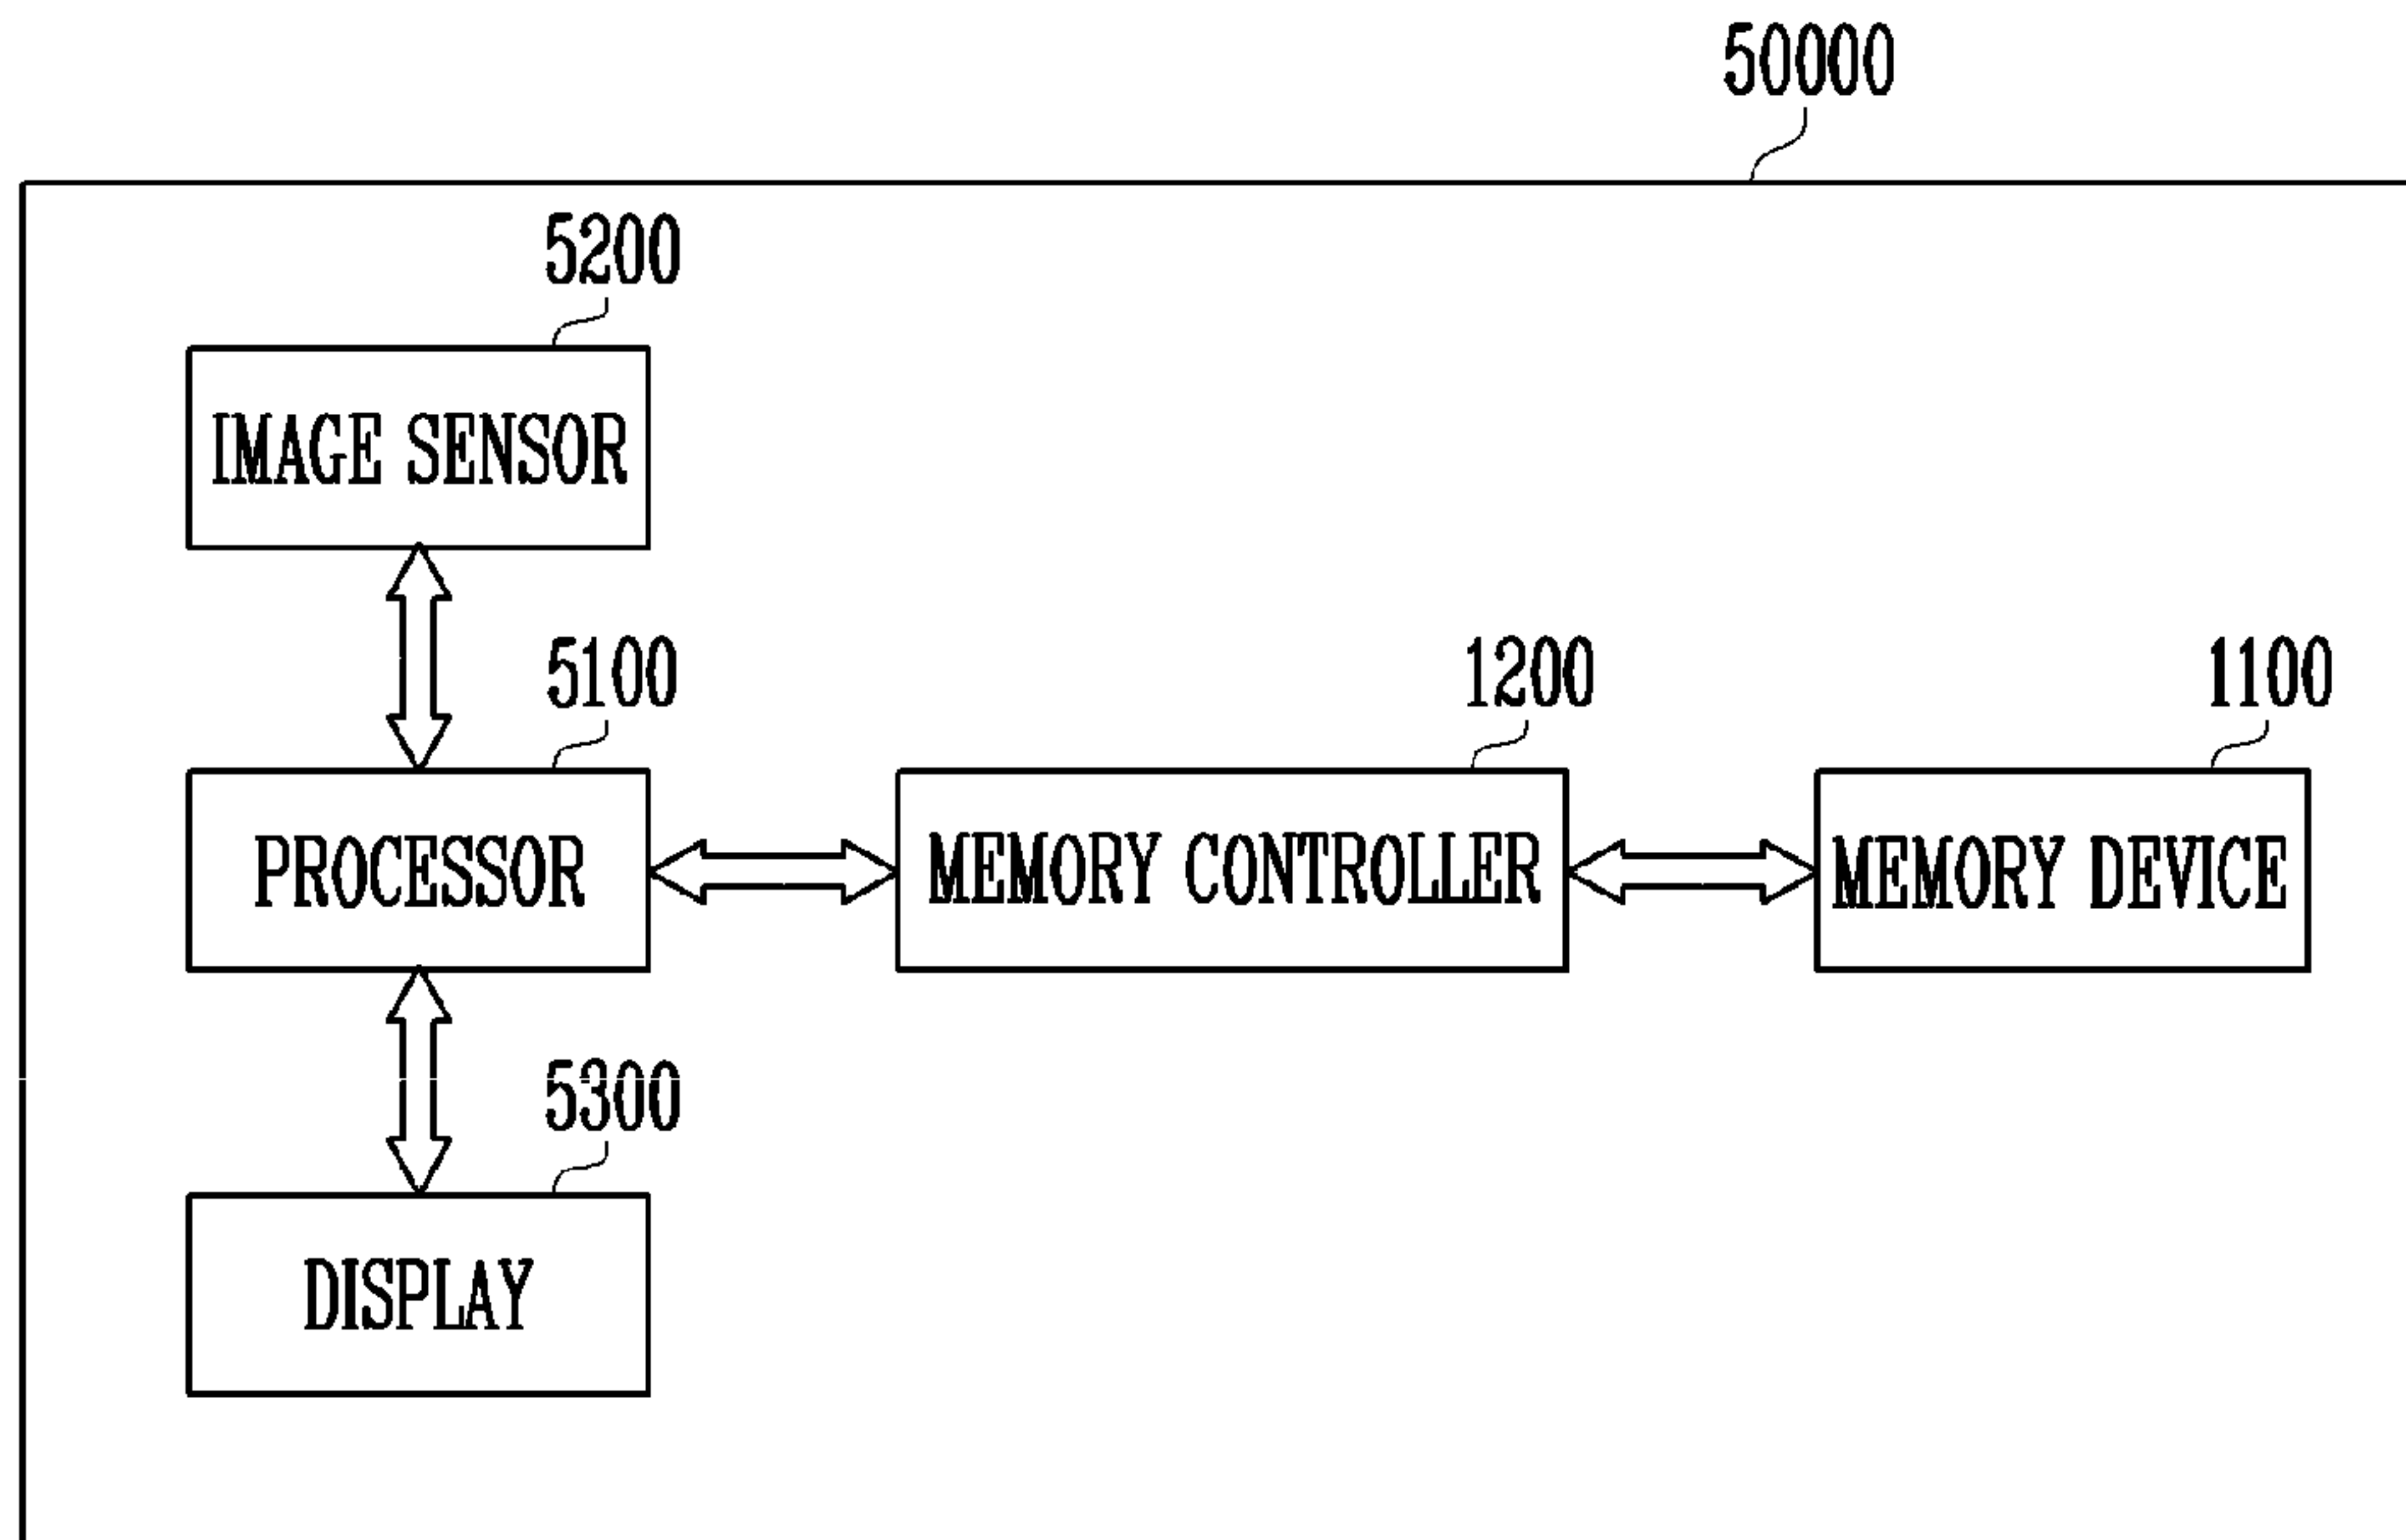 50000
5200
IMAGE SENSOR
5100
1200
1100
PROCESSOR
MEMORY CONTROLLER
MEMORY DEVICE
5300
DISPLAY